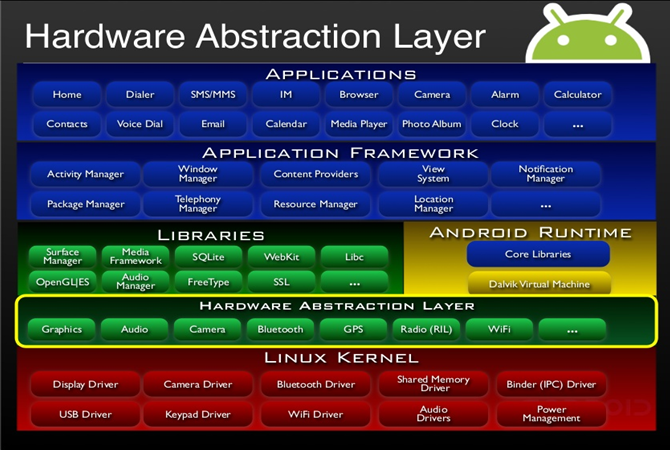 Hardware Abstraction Layer
APPLICATIONS
Home
Dialer
SMS/MMS
IM
Browser
Camera
Alarm
Calculator
Contacts
Voice Dial
Email
Calendar
Media Player
Photo Album
Clock
...
APPLICATION FRAMEWORK
Activity Manager
Window
Manager
Content Providers
View
System
Notification
Manager
Package Manager
Telephony
Manager
Resource Manager
Location
Manager
...
LIBRARIES
Surface
Manager
Media
Framework
SQLite
WebKit
Libc
OpenGL|ES
Audio
Manager
FreeType
SSL
...
ANDROID RUNTIME
Core Libraries
Dalvik Virtual Machine
HARDWARE ABSTRACTION LAYER
Graphics
Audio
Camera
Bluetooth
GPS
Radio (RIL)
WiFi
...
LINUX KERNEL
Display Driver
Camera Driver
Bluetooth Driver
Shared Memory
Driver
Binder (IPC) Driver
USB Driver
Keypad Driver
WiFi Driver
Audio
Drivers
Power
Management